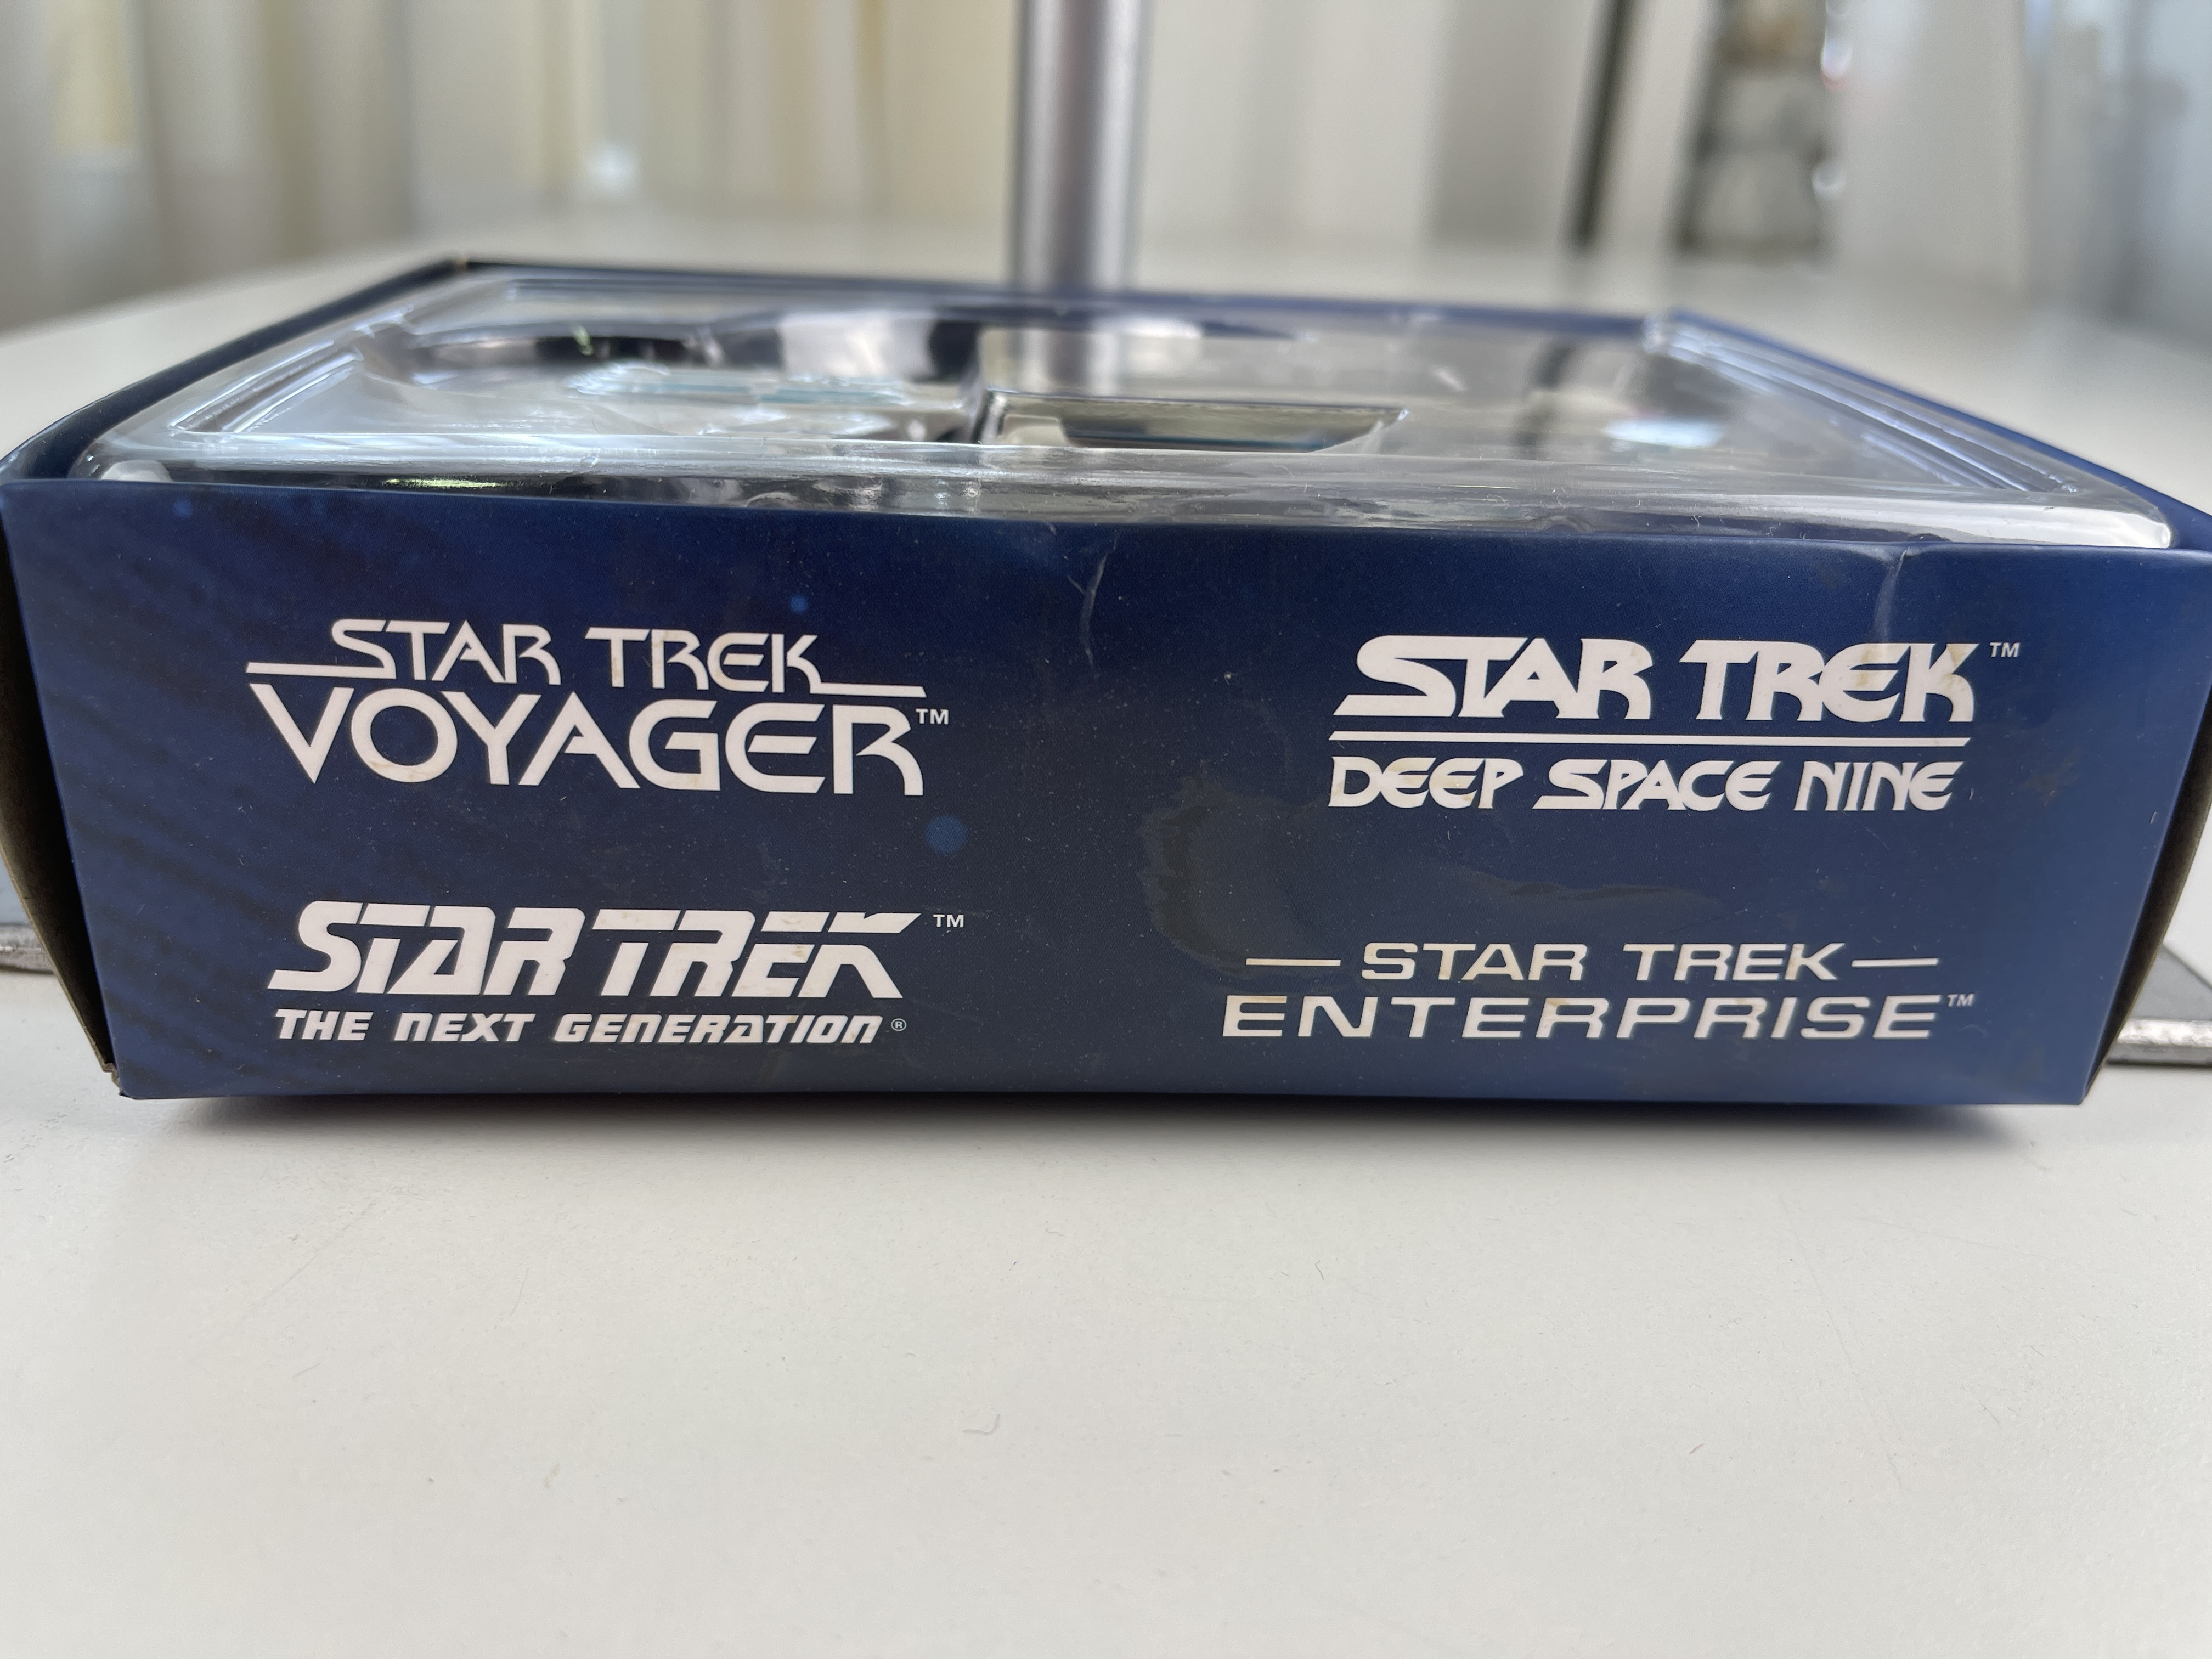 STAR TREK
VOYAGER™
STAR TREK™
DEEP SPACE NINE
STAR TREK™
THE NEXT GENERATION®
STAR TREK
ENTERPRISE™